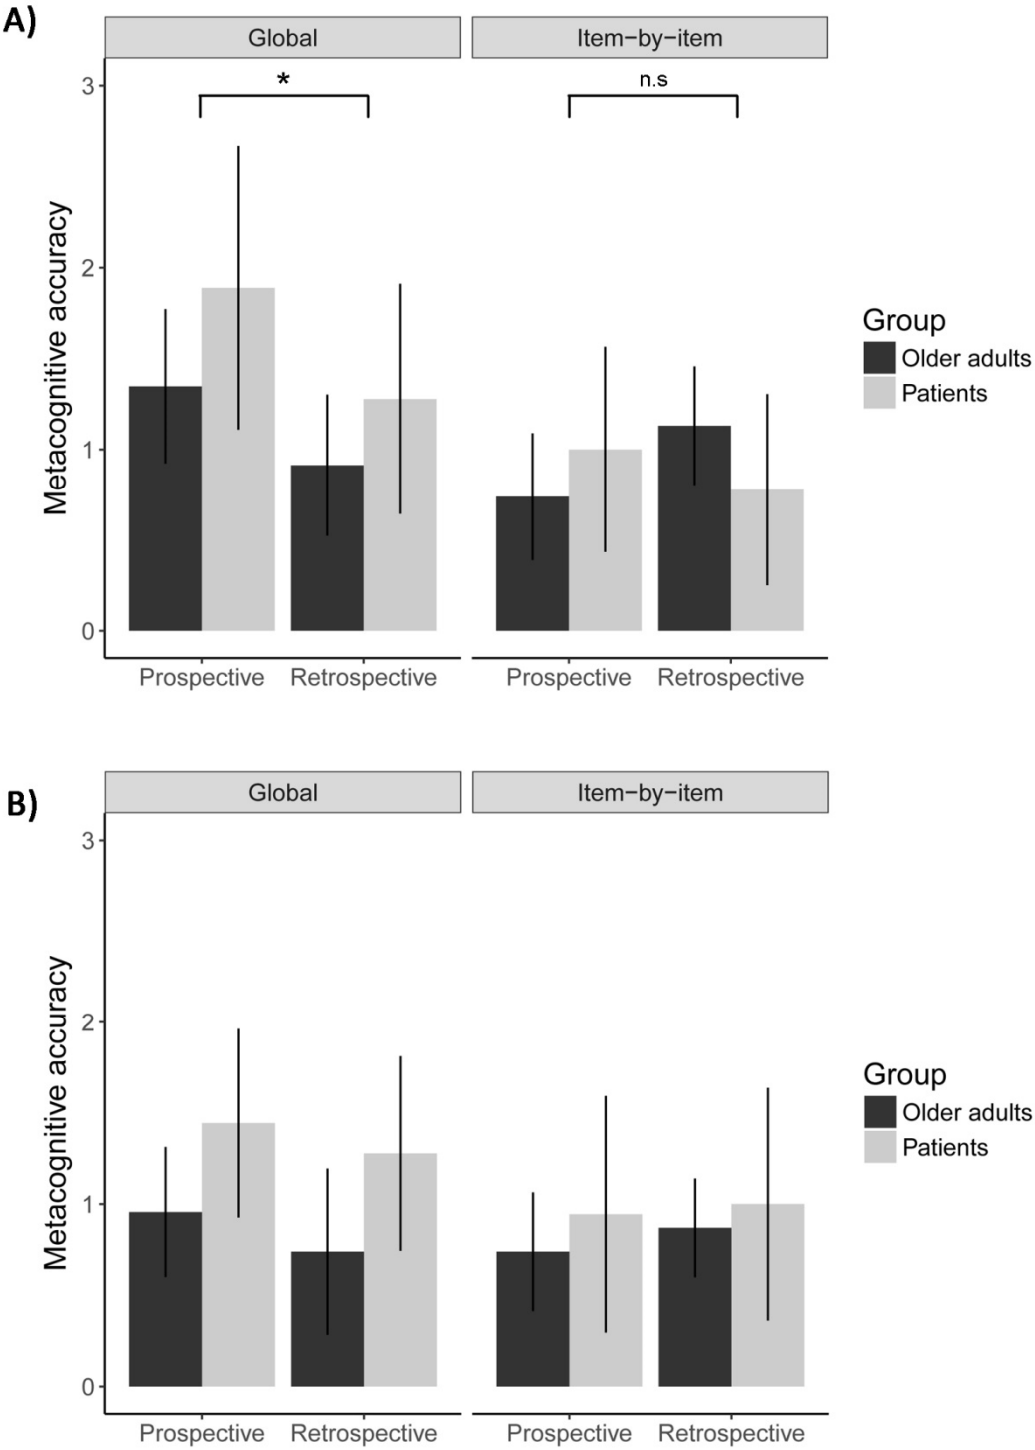 A)
Global
Item−by−item
*
n.s
3
2
1
0
Metacognitive accuracy
Prospective
Retrospective
Prospective
Retrospective
Group
Older adults
Patients
B)
Global
Item−by−item
3
2
1
0
Metacognitive accuracy
Prospective
Retrospective
Prospective
Retrospective
Group
Older adults
Patients